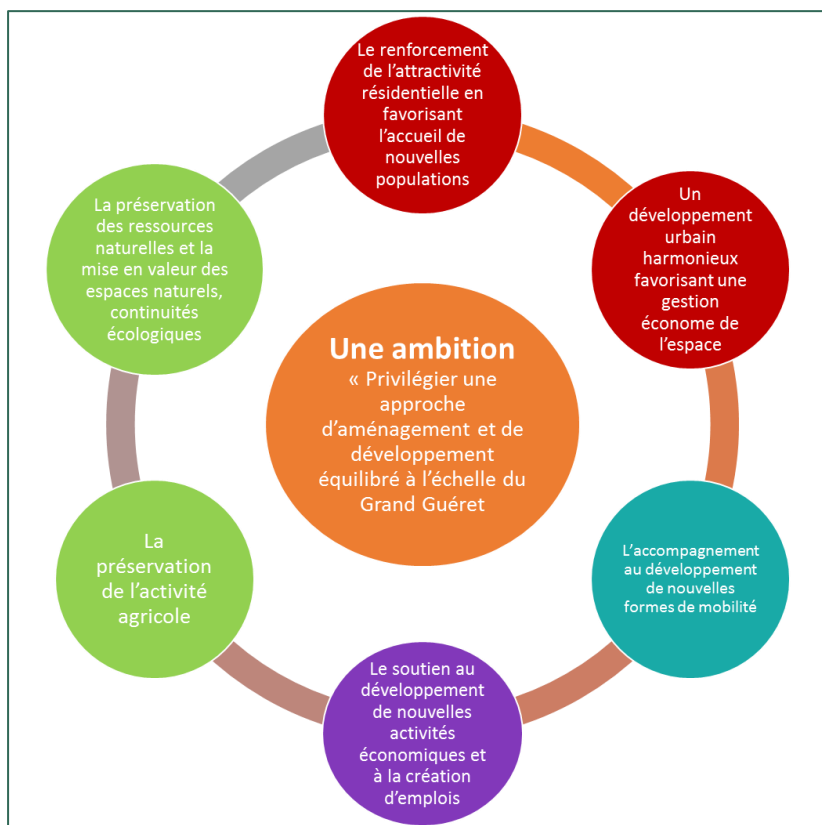 Le renforcement
de l'attractivité
résidentielle en
favorisant
l'accueil de
nouvelles
populations
Un
développement
urbain
harmonieux
favorisant une
gestion
économe de
l'espace
L'accompagnement
au développement
de nouvelles
formes de mobilité
Le soutien au
développement
de nouvelles
activités
économiques et
à la création
d'emplois
La
préservation
de l'activité
agricole
La préservation
des ressources
naturelles et la
mise en valeur des
espaces naturels,
continuités
écologiques
Une ambition
« Privilégier une
approche
d'aménagement et de
développement
équilibré à l'échelle du
Grand Guéret